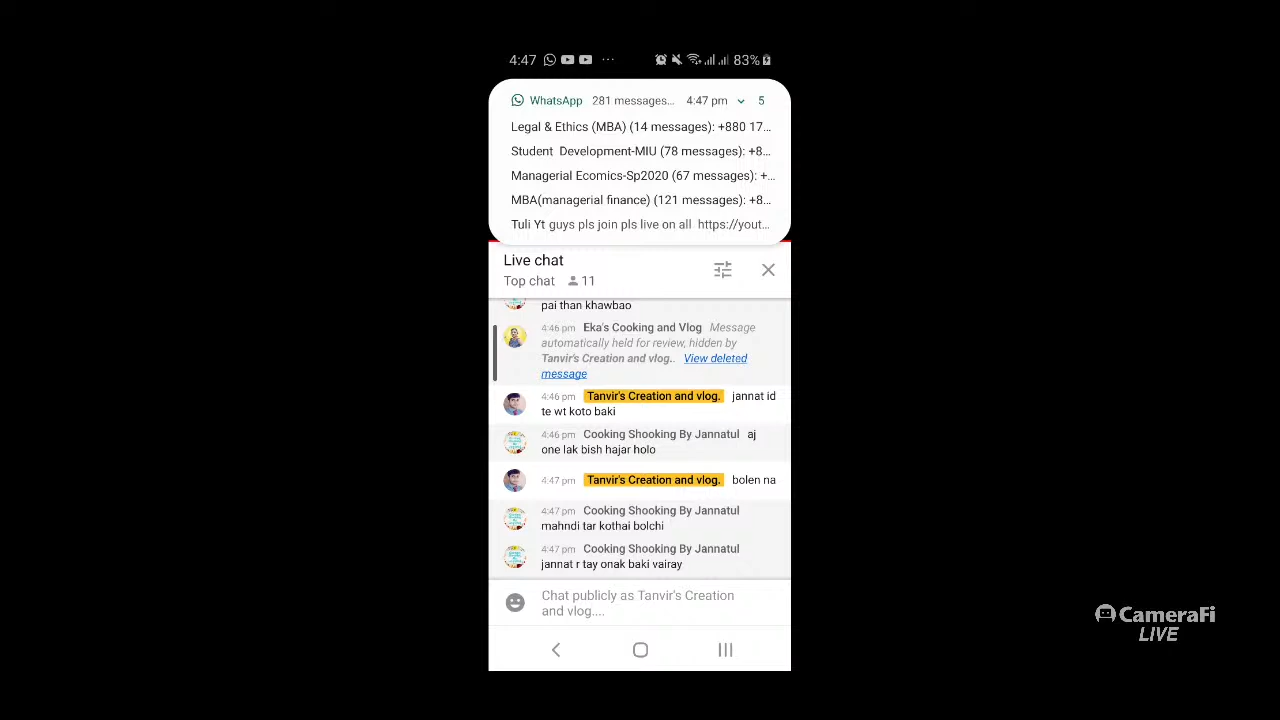 4:47 ... 83%
WhatsApp 281 messages... 4:47 pm 5
Legal & Ethics (MBA) (14 messages): +880 17...
Student Development-MIU (78 messages): +8...
Managerial Ecomics-Sp2020 (67 messages): +...
MBA(managerial finance) (121 messages): +8...
Tuli Yt guys pls join pls live on all https://yout...
Live chat
Top chat 11
pai than khawbao
4:46 pm Eka's Cooking and Vlog Message
automatically held for review, hidden by
Tanvir's Creation and vlog.. View deleted
message
4:46 pm Tanvir's Creation and vlog. jannat id
te wt koto baki
4:46 pm Cooking Shooking By Jannatul aj
one lak bish hajar holo
4:47 pm Tanvir's Creation and vlog. bolen na
4:47 pm Cooking Shooking By Jannatul
mahndi tar kothai bolchi
4:47 pm Cooking Shooking By Jannatul
jannat r tay onak baki vairay
Chat publicly as Tanvir's Creation
and vlog....
CameraFi
LIVE